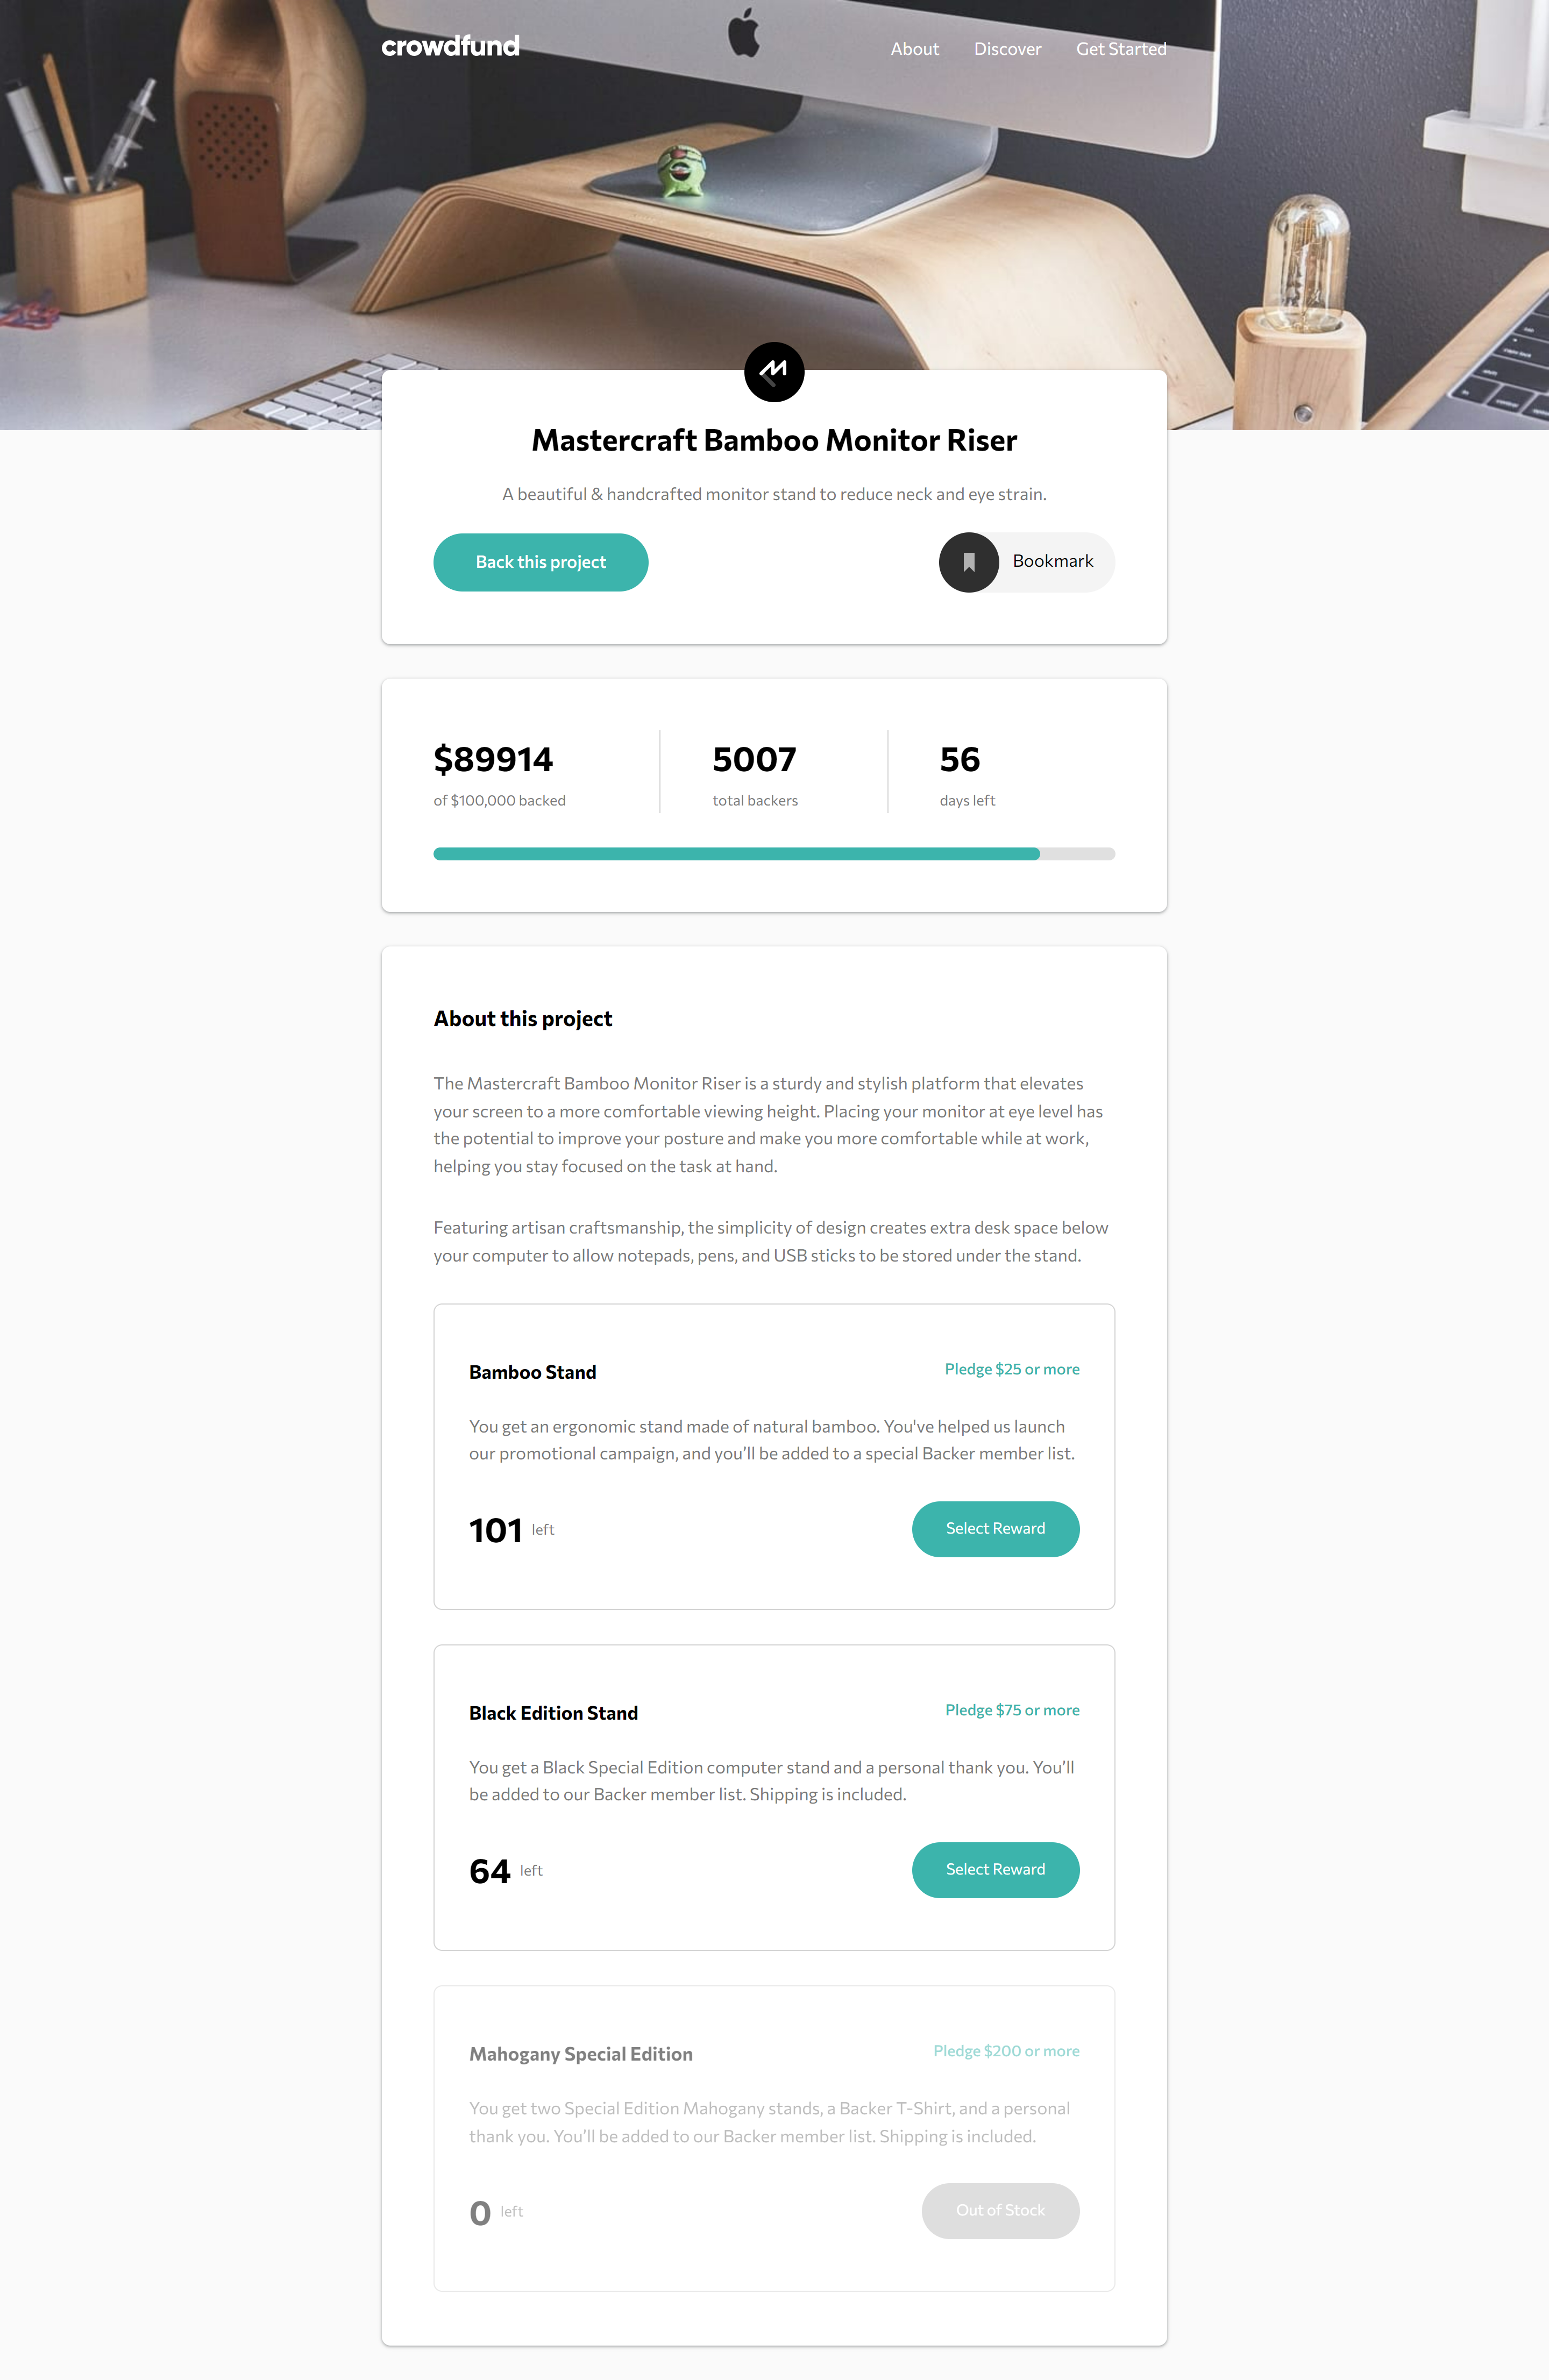 crowdfund
About Discover Get Started
Mastercraft Bamboo Monitor Riser
A beautiful & handcrafted monitor stand to reduce neck and eye strain.
Back this project
Bookmark
$89914
of $100,000 backed
5007
total backers
56
days left
About this project
The Mastercraft Bamboo Monitor Riser is a sturdy and stylish platform that elevates
your screen to a more comfortable viewing height. Placing your monitor at eye level has
the potential to improve your posture and make you more comfortable while at work,
helping you stay focused on the task at hand.
Featuring artisan craftsmanship, the simplicity of design creates extra desk space below
your computer to allow notepads, pens, and USB sticks to be stored under the stand.
Bamboo Stand
Pledge $25 or more
You get an ergonomic stand made of natural bamboo. You've helped us launch
our promotional campaign, and you’ll be added to a special Backer member list.
101 left
Select Reward
Black Edition Stand
Pledge $75 or more
You get a Black Special Edition computer stand and a personal thank you. You’ll
be added to our Backer member list. Shipping is included.
64 left
Select Reward
Mahogany Special Edition
Pledge $200 or more
You get two Special Edition Mahogany stands, a Backer T-Shirt, and a personal
thank you. You’ll be added to our Backer member list. Shipping is included.
0 left
Out of Stock